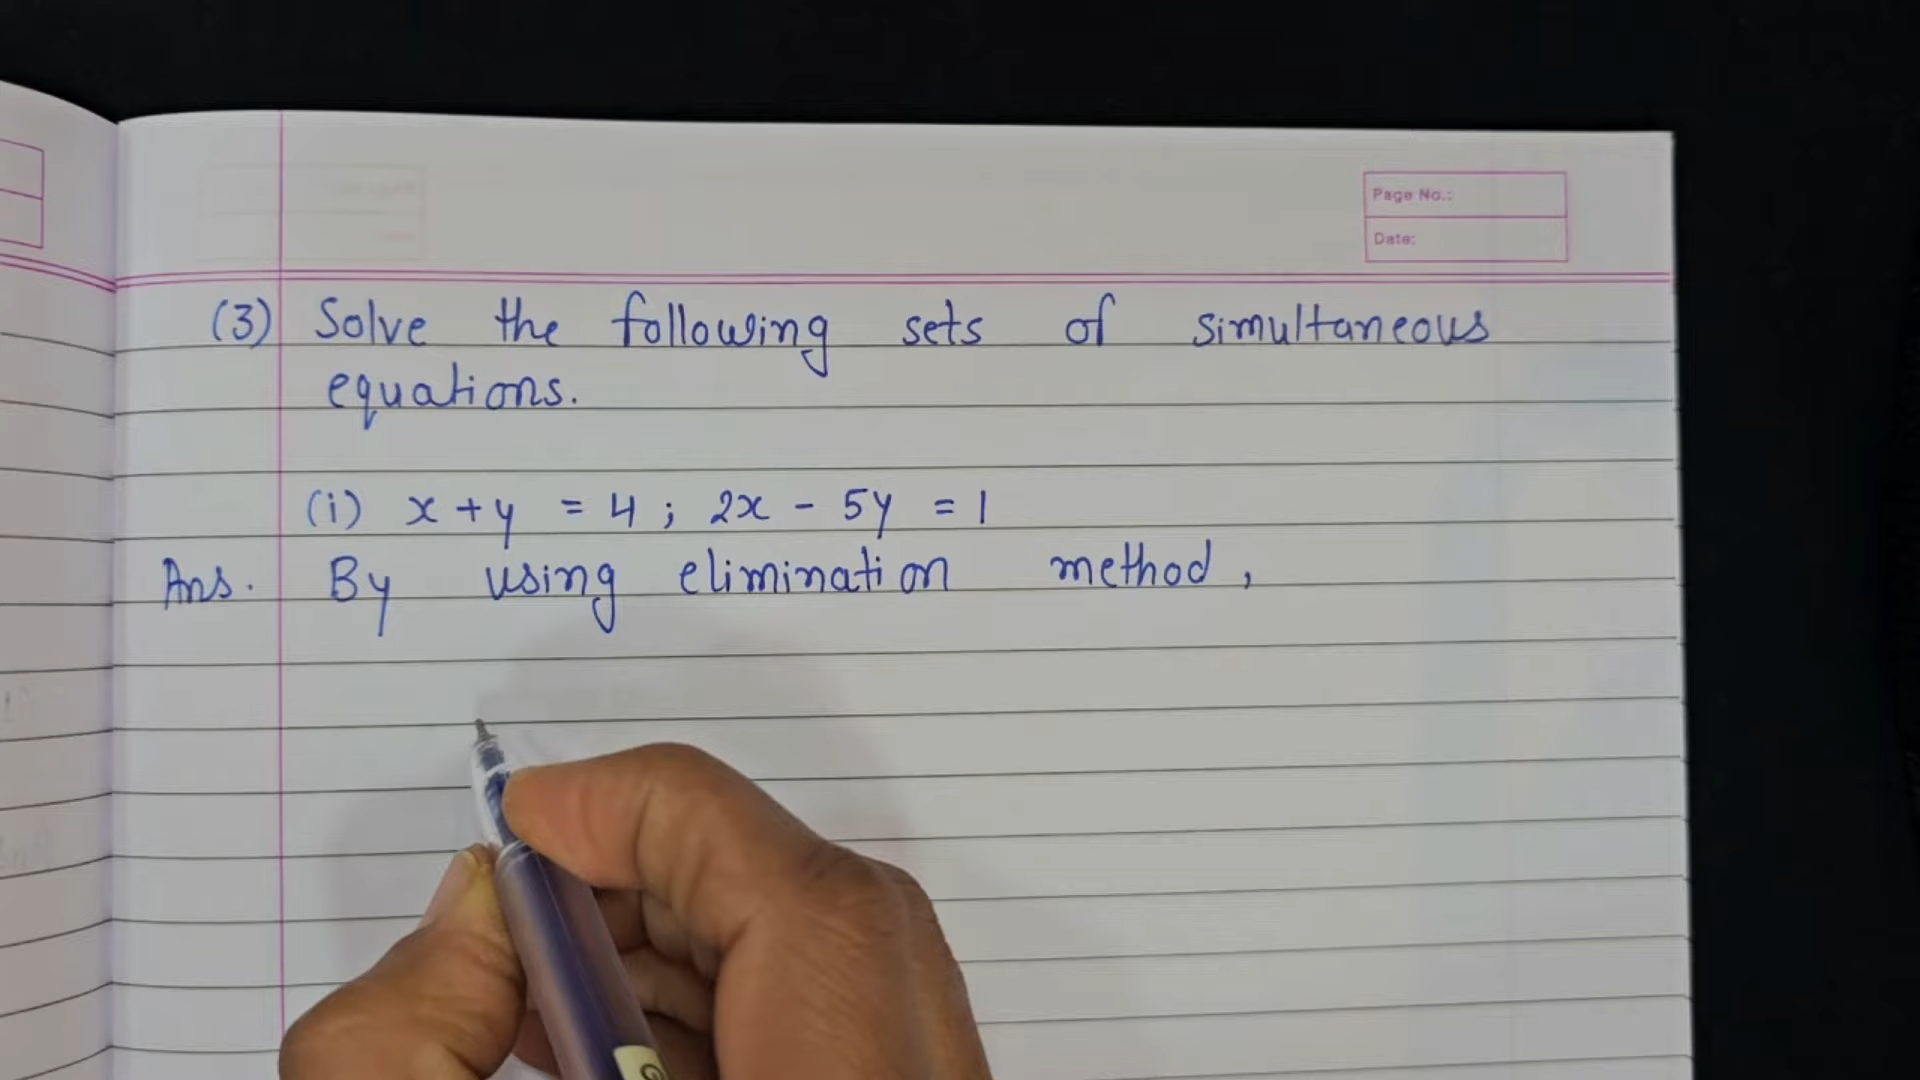 Page No.:
Date:
(3) Solve the following sets of simultaneous
equations.
(i) x + y = 4 ; 2x - 5y = 1
Ans. By using elimination method,